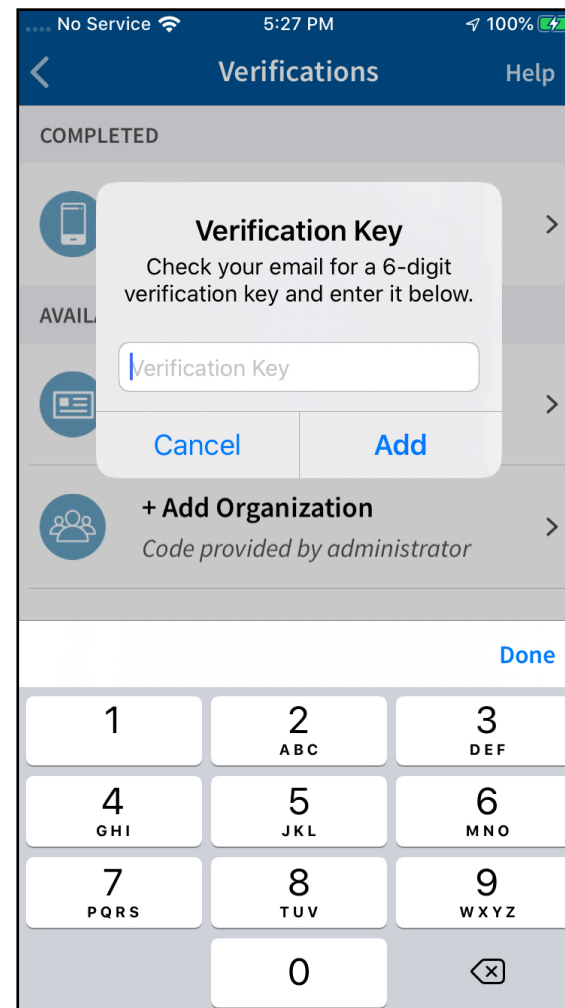 No Service 5:27 PM 100%
Verifications Help
COMPLETED
Verification Key
Check your email for a 6-digit
verification key and enter it below.
AVAIL
Verification Key
Cancel Add
+ Add Organization
Code provided by administrator
Done
1 2 3
ABC DEF
4 5 6
GHI JKL MNO
7 8 9
PQRS TUV WXYZ
0